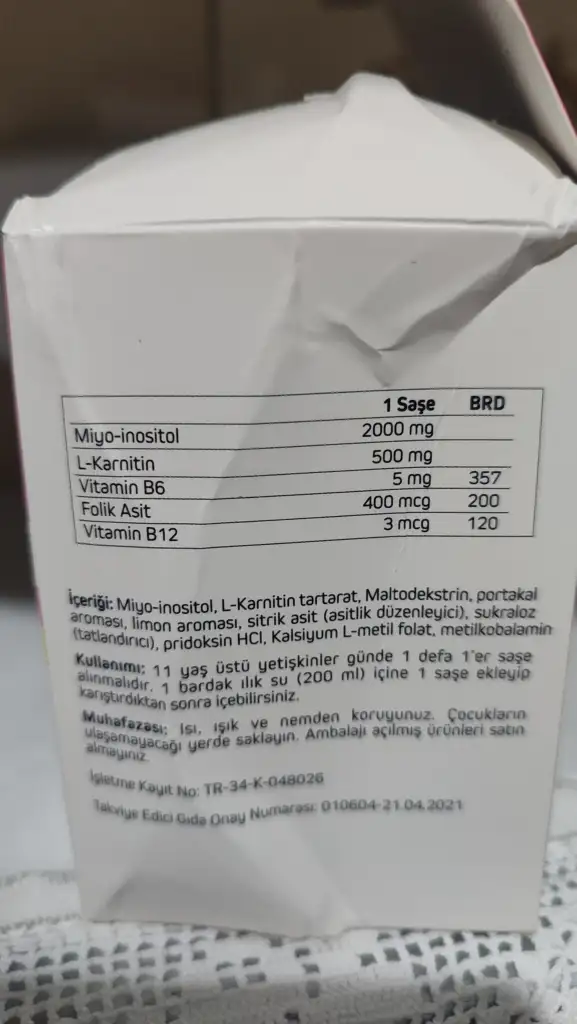 1 Saşe BRD
Miyo-inositol 2000 mg
L-Karnitin 500 mg
Vitamin B6 5 mg 357
Folik Asit 400 mcg 200
Vitamin B12 3 mcg 120
İçeriği: Miyo-inositol, L-Karnitin tartarat, Maltodekstrin, portakal
aroması, limon aroması, sitrik asit (asitlik düzenleyici), sukraloz
(tatlandırıcı), pridoksin HCl, Kalsiyum L-metil folat, metilkobalamin
Kullanımı: 11 yaş üstü yetişkinler günde 1 defa 1'er saşe
alınmalıdır. 1 bardak ılık su (200 ml) içine 1 saşe ekleyip
karıştırdıktan sonra içebilirsiniz.
Muhafazası: Isı, ışık ve nemden koruyunuz. Çocukların
ulaşamayacağı yerde saklayın. Ambalajı açılmış ürünleri satın
almayınız.
İşletme Kayıt No: TR-34-K-048026
Takviye Edici Gıda Onay Numarası: 010604-21.04.2021